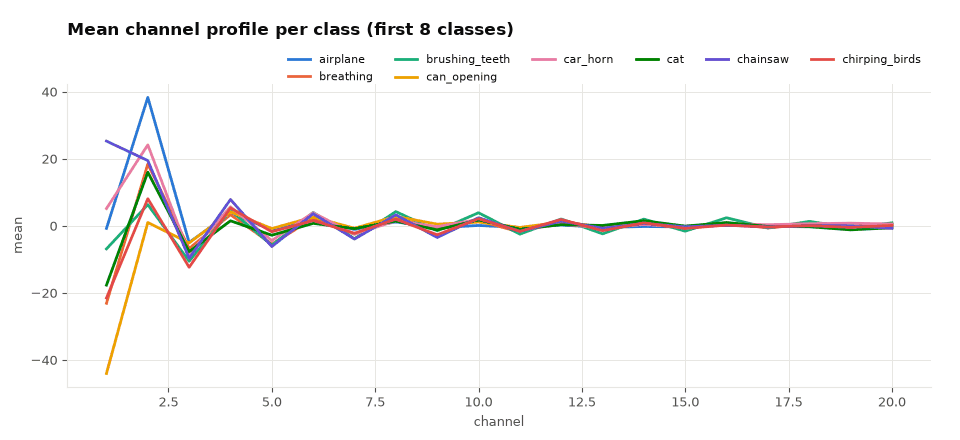 Mean channel profile per class (first 8 classes)
airplane brushing_teeth car_horn cat chainsaw chirping_birds
breathing can_opening
40
20
0
−20
−40
mean
2.5 5.0 7.5 10.0 12.5 15.0 17.5 20.0
channel